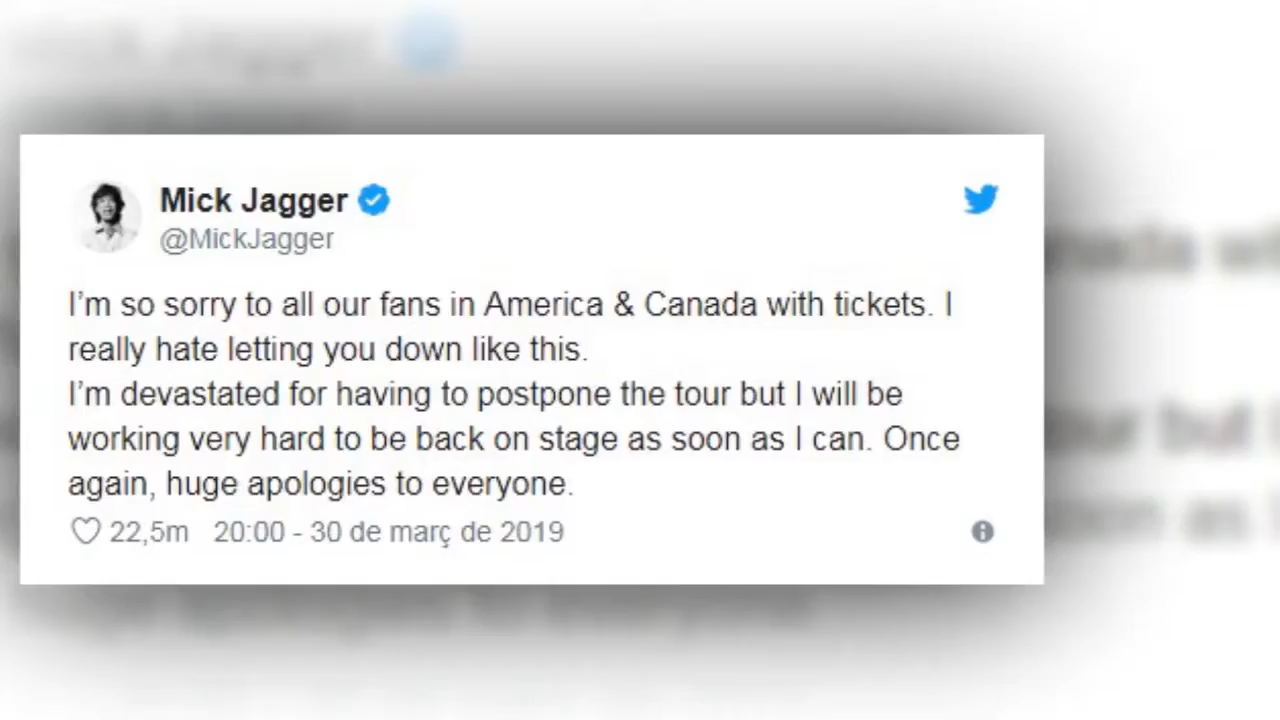 Mick Jagger
@MickJagger
I'm so sorry to all our fans in America & Canada with tickets. I
really hate letting you down like this.
I'm devastated for having to postpone the tour but I will be
working very hard to be back on stage as soon as I can. Once
again, huge apologies to everyone.
22,5m 20:00 - 30 de març de 2019